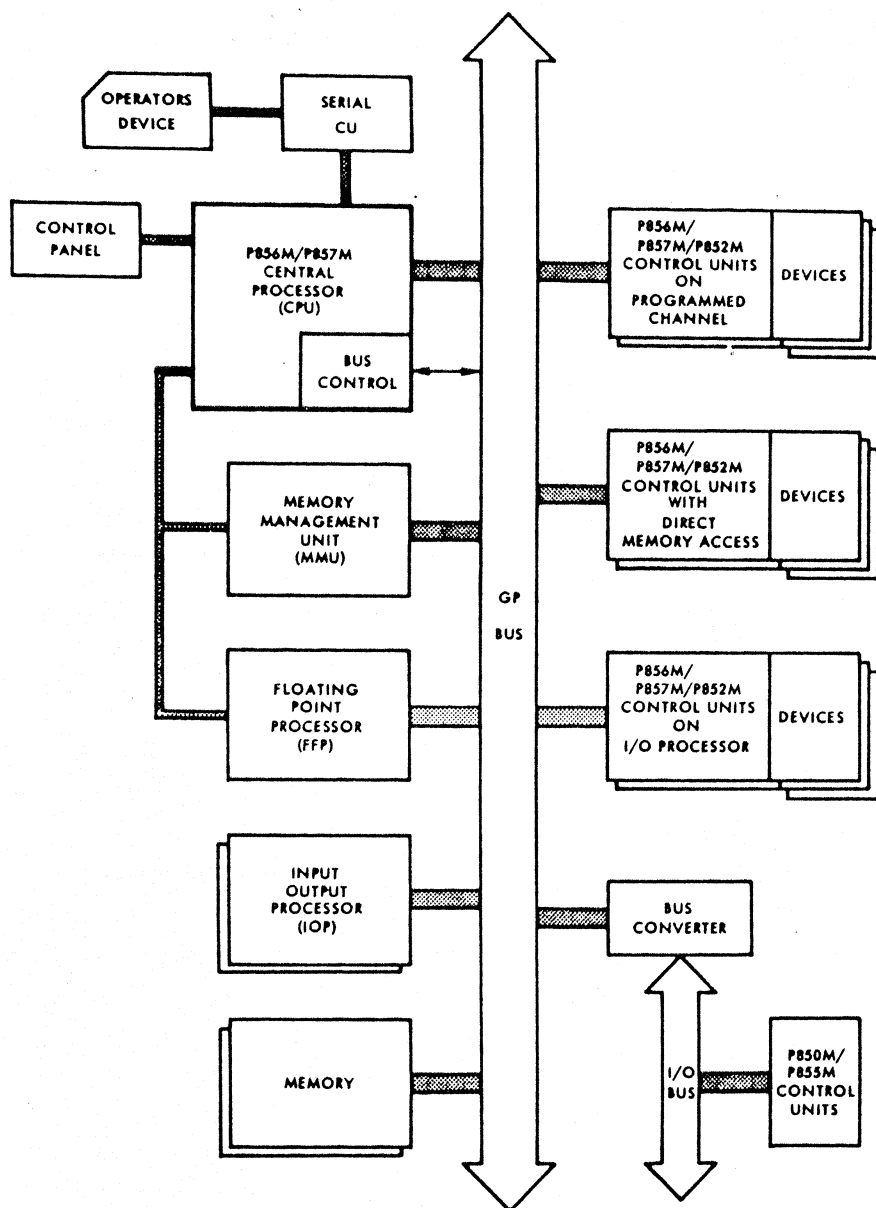 OPERATORS
DEVICE
SERIAL
CU
CONTROL
PANEL
P856M/P857M
CENTRAL
PROCESSOR
(CPU)
BUS
CONTROL
MEMORY
MANAGEMENT
UNIT
(MMU)
FLOATING
POINT
PROCESSOR
(FFP)
INPUT
OUTPUT
PROCESSOR
(IOP)
MEMORY
GP
BUS
P856M/
P857M/P852M
CONTROL UNITS
ON
PROGRAMMED
CHANNEL
DEVICES
P856M/
P857M/P852M
CONTROL UNITS
WITH
DIRECT
MEMORY ACCESS
DEVICES
P856M/
P857M/P852M
CONTROL UNITS
ON
I/O PROCESSOR
DEVICES
BUS
CONVERTER
I/O
BUS
P850M/
P855M
CONTROL
UNITS